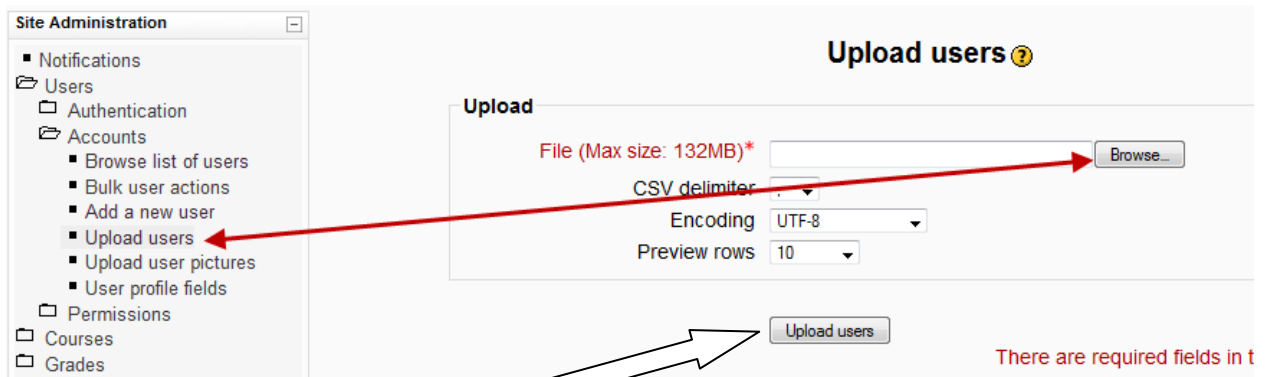 Site Administration
Notifications
Users
Authentication
Accounts
Browse list of users
Bulk user actions
Add a new user
Upload users
Upload user pictures
User profile fields
Permissions
Courses
Grades
Upload users
Upload
File (Max size: 132MB)*
Browse...
CSV delimiter
Encoding UTF-8
Preview rows 10
Upload users
There are required fields in t